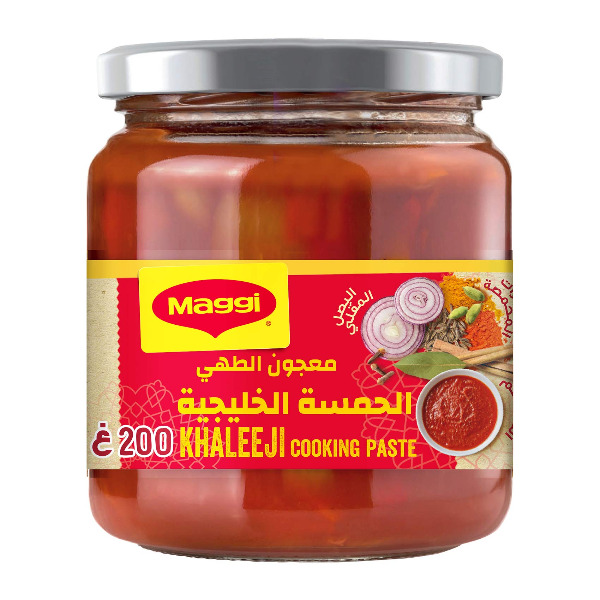 Maggi
®
البصل
المقلي
معجون الطهي
الحمسة الخليجية
200 غ
KHALEEJI COOKING PASTE